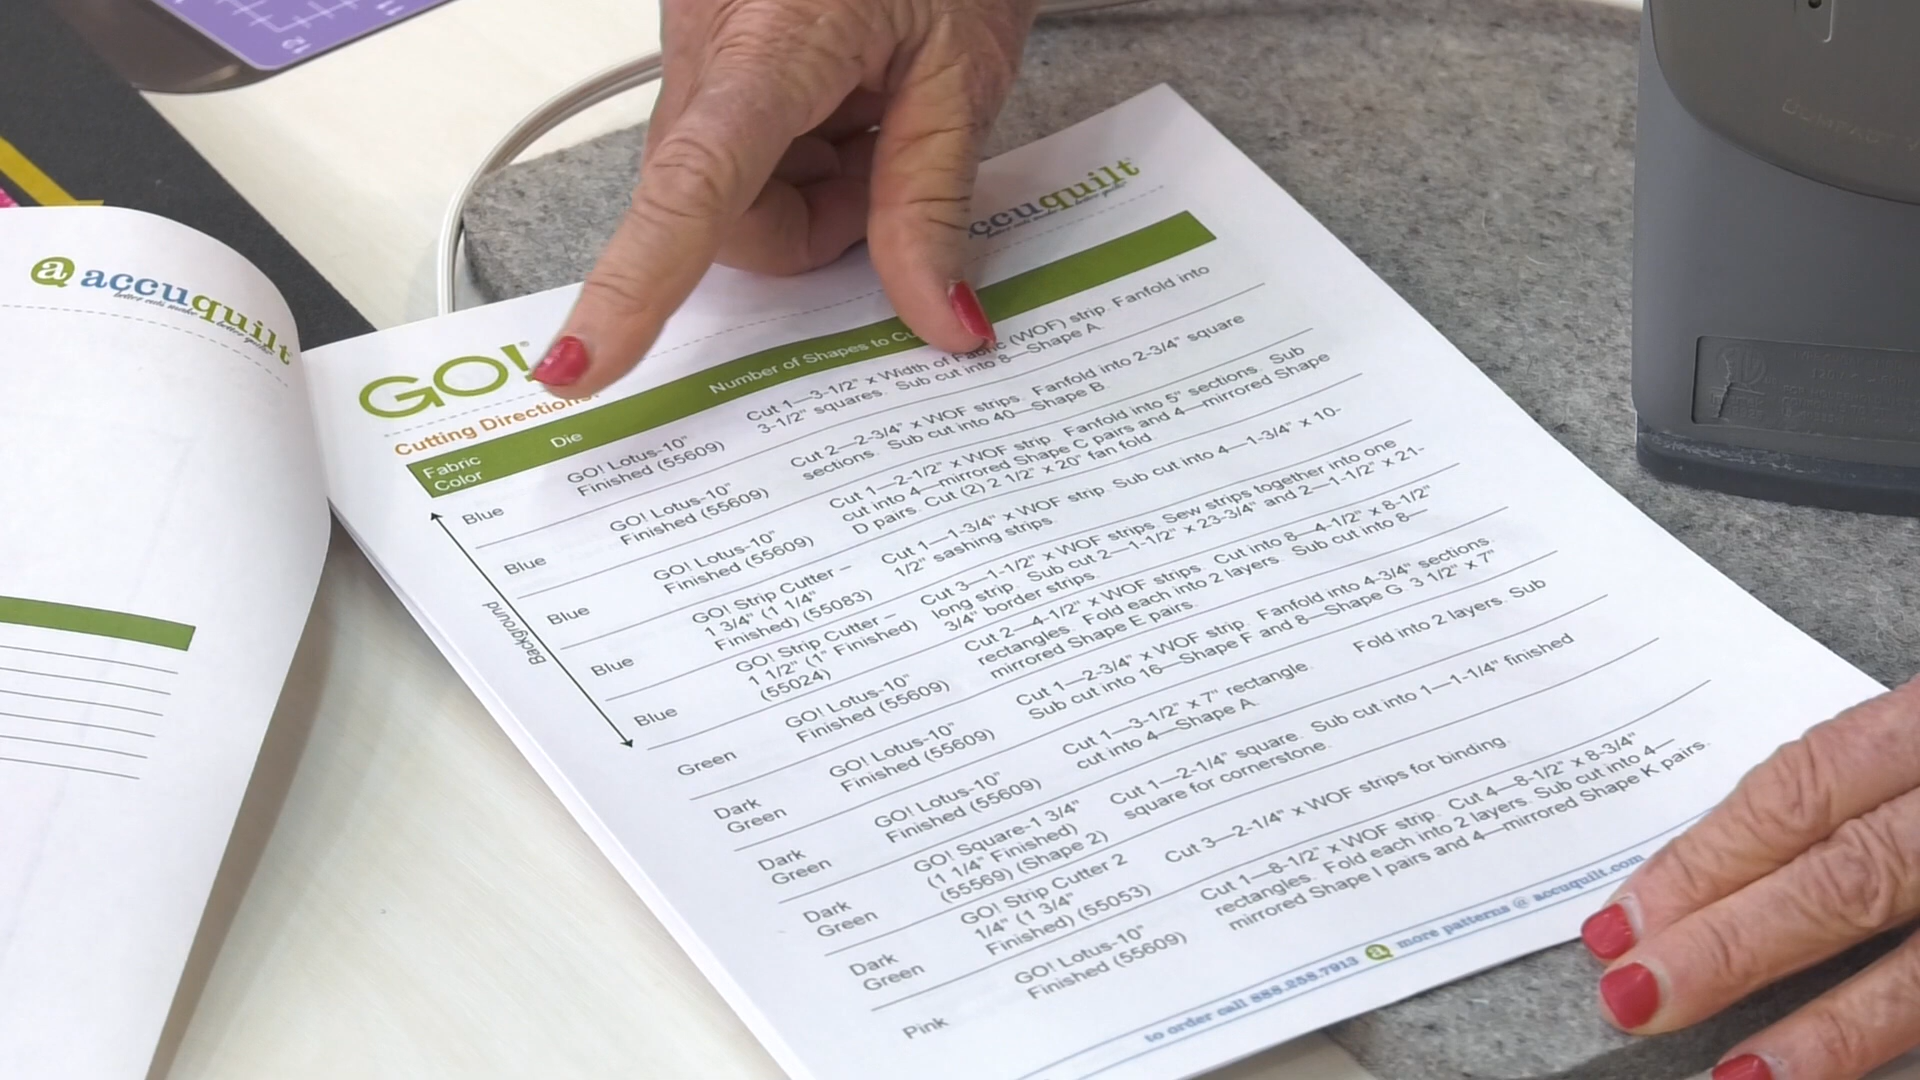 12
a accuquilt
better cuts make better quilts
GO!
ccuquilt
better cuts make better quilts
Cutting Directions:
Fabric Color Die Number of Shapes to Cu
Blue GO! Lotus-10" Finished (55609) Cut 1—3-1/2" x Width of Fabric (WOF) strip. Fanfold into
3-1/2" squares. Sub cut into 8—Shape A.
Blue GO! Lotus-10" Finished (55609) Cut 2—2-3/4" x WOF strips. Fanfold into 2-3/4" square
sections. Sub cut into 40—Shape B.
Blue GO! Lotus-10" Finished (55609) Cut 1—2-1/2" x WOF strip. Fanfold into 5" sections. Sub
cut into 4—mirrored Shape C pairs and 4—mirrored Shape
D pairs. Cut (2) 2 1/2" x 20" fan fold.
Blue GO! Strip Cutter – 1 3/4" (1 1/4" Finished) (55083) Cut 1—1-3/4" x WOF strip. Sub cut into 4—1-3/4" x 10-
1/2" sashing strips.
Blue GO! Strip Cutter – 1 1/2" (1" Finished) (55024) Cut 3—1-1/2" x WOF strips. Sew strips together into one
long strip. Sub cut 2—1-1/2" x 23-3/4" and 2—1-1/2" x 21-
3/4" border strips.
Background
Green GO! Lotus-10" Finished (55609) Cut 2—4-1/2" x WOF strips. Cut into 8—4-1/2" x 8-1/2"
rectangles. Fold each into 2 layers. Sub cut into 8—
mirrored Shape E pairs.
Dark Green GO! Lotus-10" Finished (55609) Cut 1—2-3/4" x WOF strip. Fanfold into 4-3/4" sections.
Sub cut into 16—Shape F and 8—Shape G. 3 1/2" x 7"
Dark Green GO! Lotus-10" Finished (55609) Cut 1—3-1/2" x 7" rectangle. Fold into 2 layers. Sub
cut into 4—Shape A.
Dark Green GO! Square-1 3/4" (1 1/4" Finished) (55569) (Shape 2) Cut 1—2-1/4" square. Sub cut into 1—1-1/4" finished
square for cornerstone.
Dark Green GO! Strip Cutter 2 1/4" (1 3/4" Finished) (55053) Cut 3—2-1/4" x WOF strips for binding.
Pink GO! Lotus-10" Finished (55609) Cut 1—8-1/2" x WOF strip. Cut 4—8-1/2" x 8-3/4"
rectangles. Fold each into 2 layers. Sub cut into 4—
mirrored Shape I pairs and 4—mirrored Shape K pairs.
to order call 888.258.7913 a more patterns @ accuquilt.com